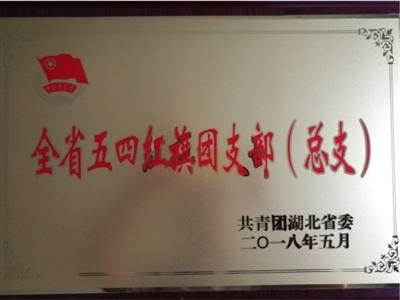 全省五四红旗团支部（总支）
共青团湖北省委
二〇一八年五月